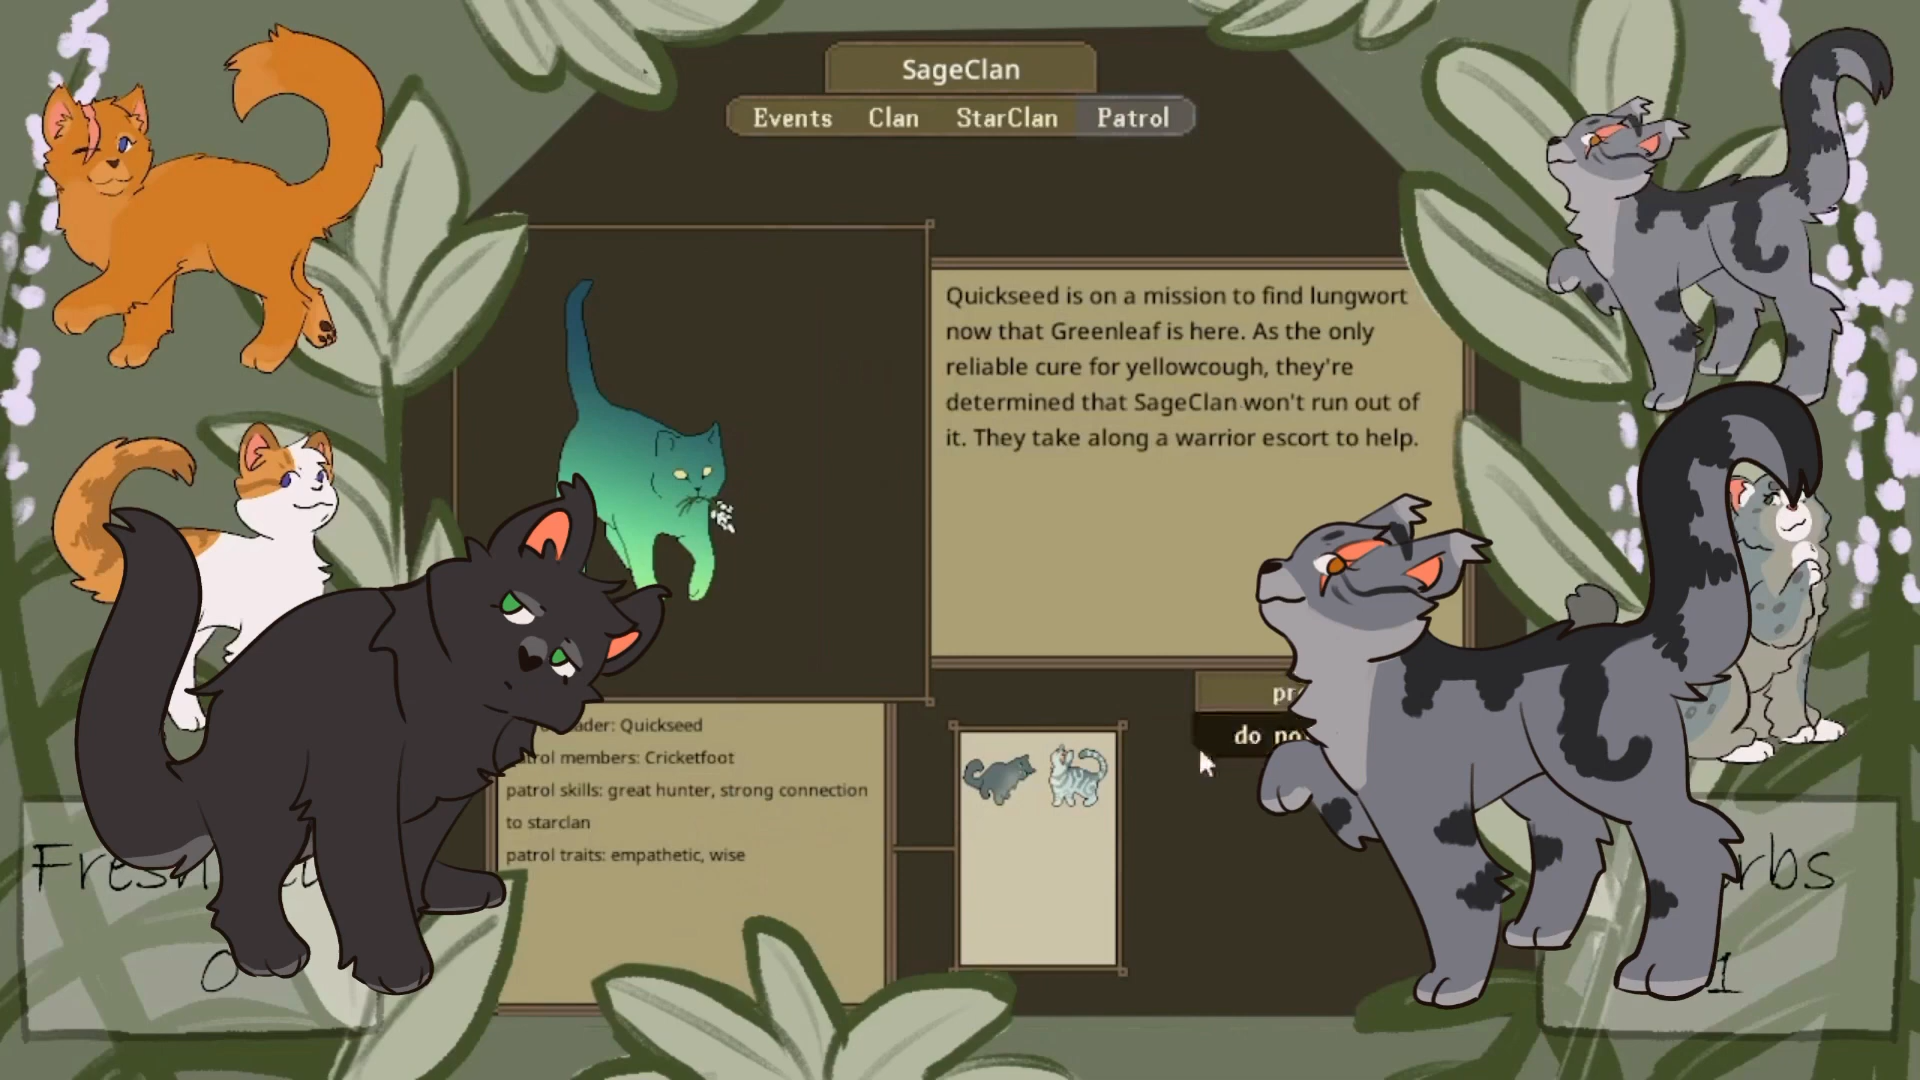 SageClan
Events Clan StarClan Patrol
Quickseed is on a mission to find lungwort
now that Greenleaf is here. As the only
reliable cure for yellowcough, they're
determined that SageClan won't run out of
it. They take along a warrior escort to help.
do
Quickseed
members: Cricketfoot
patrol skills: great hunter, strong connection
to starclan
patrol traits: empathetic, wise
0
1